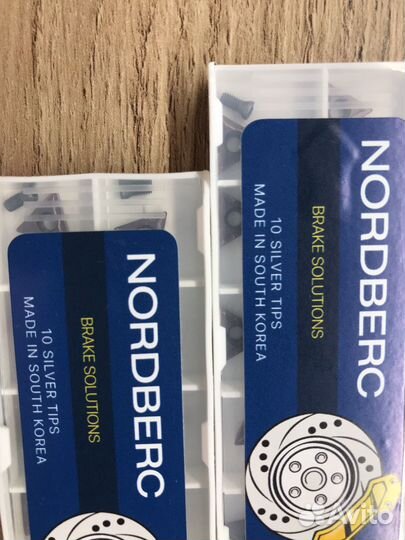 NORDBERG
BRAKE SOLUTIONS
10 SILVER TIPS
MADE IN SOUTH KOREA
NORDBERG
BRAKE SOLUTIONS
10 SILVER TIPS
MADE IN SOUTH KOREA
Avito